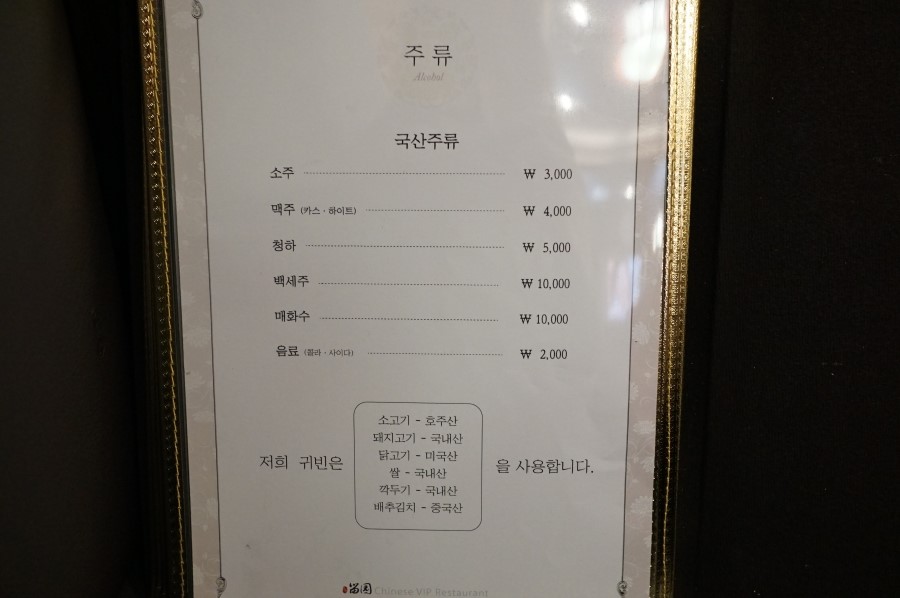 주 류
Alcohol
국산주류
소주 ₩ 3,000
맥주 (카스 · 하이트) ₩ 4,000
청하 ₩ 5,000
백세주 ₩ 10,000
매화수 ₩ 10,000
음료 (콜라 · 사이다) ₩ 2,000
소고기 - 호주산
돼지고기 - 국내산
닭고기 - 미국산
저희 귀빈은
쌀 - 국내산
을 사용합니다.
깍두기 - 국내산
배추김치 - 중국산
Chinese VIP Restaurant